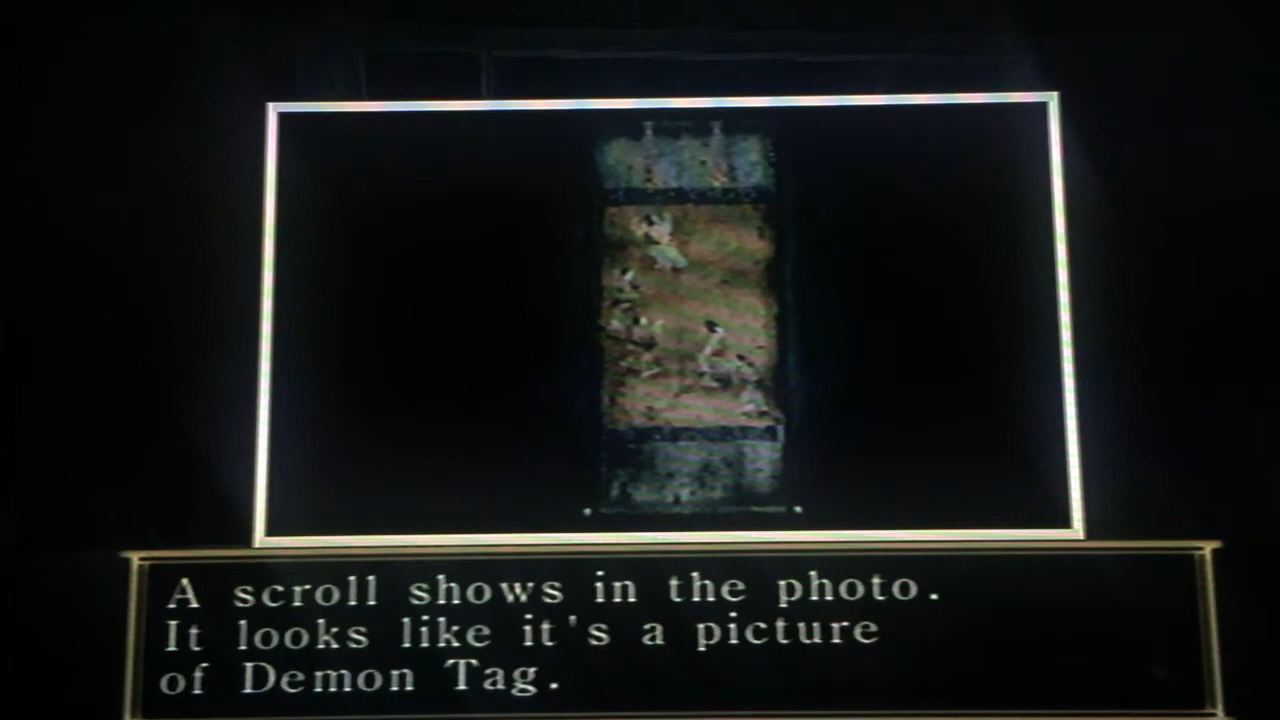 A scroll shows in the photo.
It looks like it's a picture
of Demon Tag.